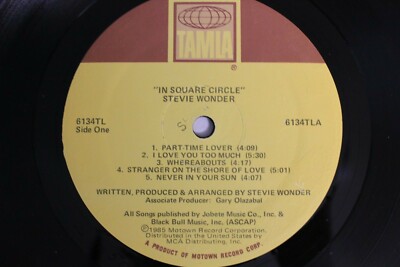 TAMLA
®
"IN SQUARE CIRCLE"
STEVIE WONDER
6134TL
Side One
6134TLA
S
1. PART-TIME LOVER (4:09)
2. I LOVE YOU TOO MUCH (5:30)
3. WHEREABOUTS (4:17)
4. STRANGER ON THE SHORE OF LOVE (5:01)
5. NEVER IN YOUR SUN (4:07)
WRITTEN, PRODUCED & ARRANGED BY STEVIE WONDER
Associate Producer: Gary Olazabal
All Songs published by Jobete Music Co., Inc. &
Black Bull Music, Inc. (ASCAP)
©1985 Motown Record Corporation.
Distributed in the United States by
MCA Distributing, Inc.
A PRODUCT OF MOTOWN RECORD CORP.